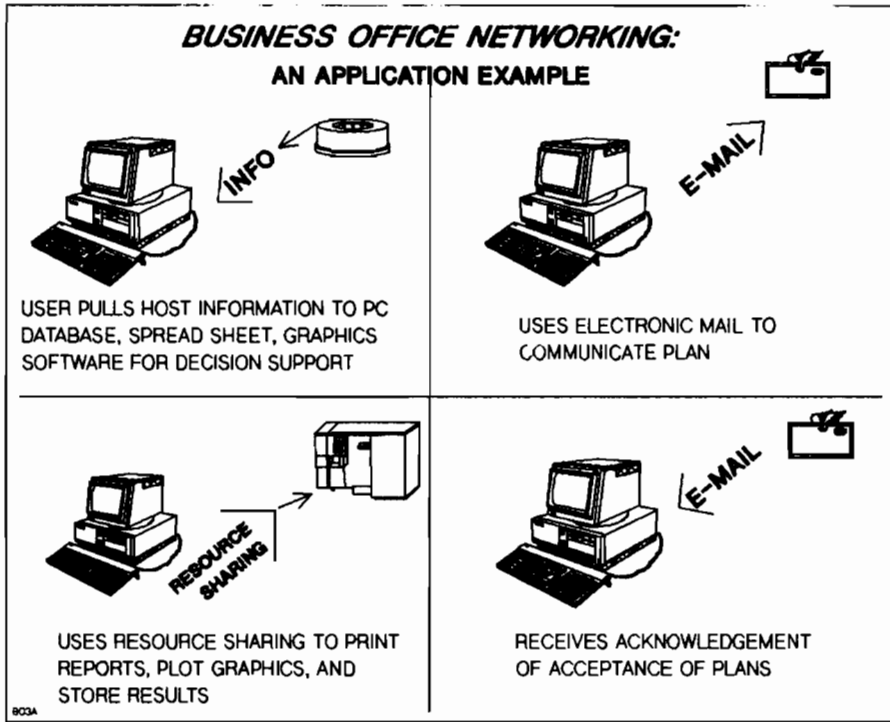 BUSINESS OFFICE NETWORKING:
AN APPLICATION EXAMPLE
INFO
USER PULLS HOST INFORMATION TO PC
DATABASE, SPREAD SHEET, GRAPHICS
SOFTWARE FOR DECISION SUPPORT
E-MAIL
USES ELECTRONIC MAIL TO
COMMUNICATE PLAN
RESOURCE
SHARING
USES RESOURCE SHARING TO PRINT
REPORTS, PLOT GRAPHICS, AND
STORE RESULTS
E-MAIL
RECEIVES ACKNOWLEDGEMENT
OF ACCEPTANCE OF PLANS
803A